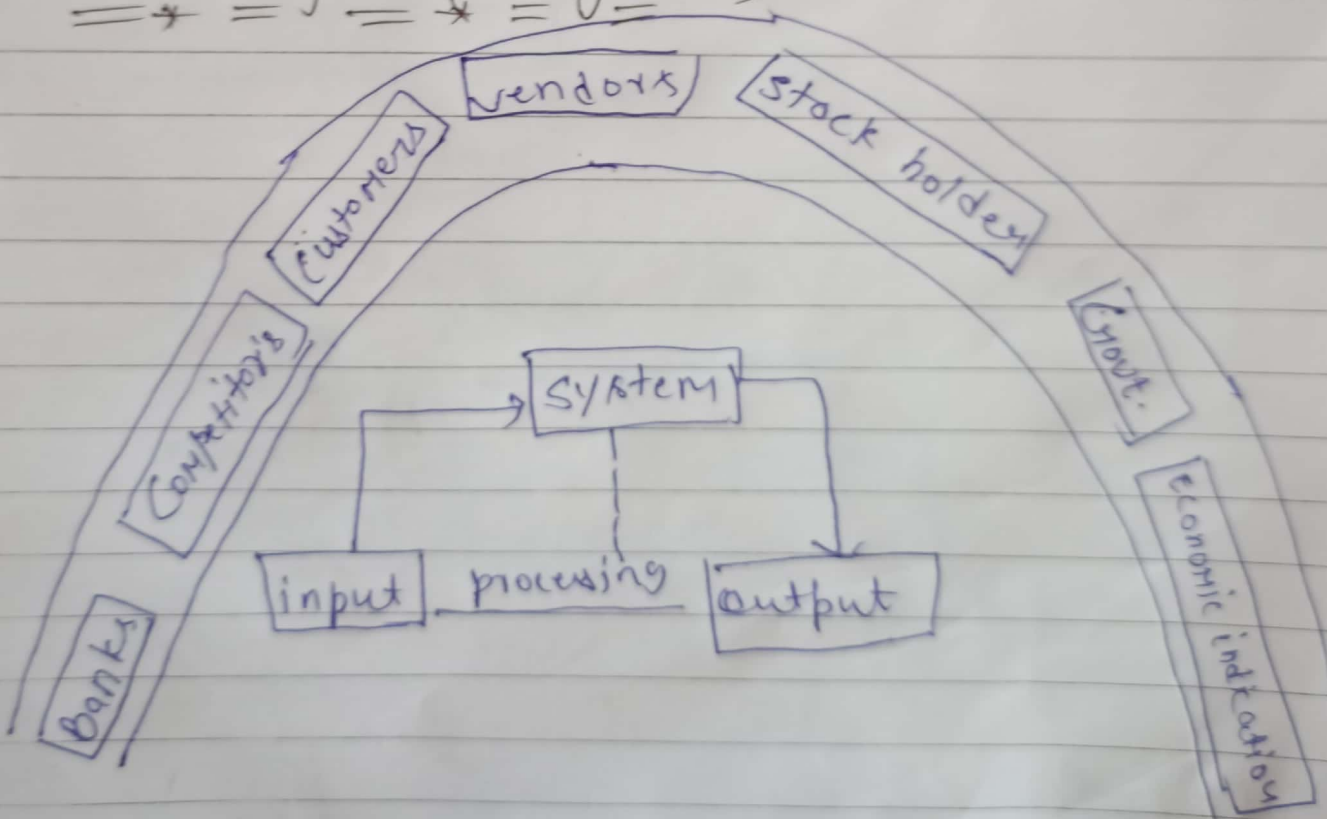 vendors
stock holder
customers
Competitor's
Govt.
economic indication
system
Banks
input
processing
output